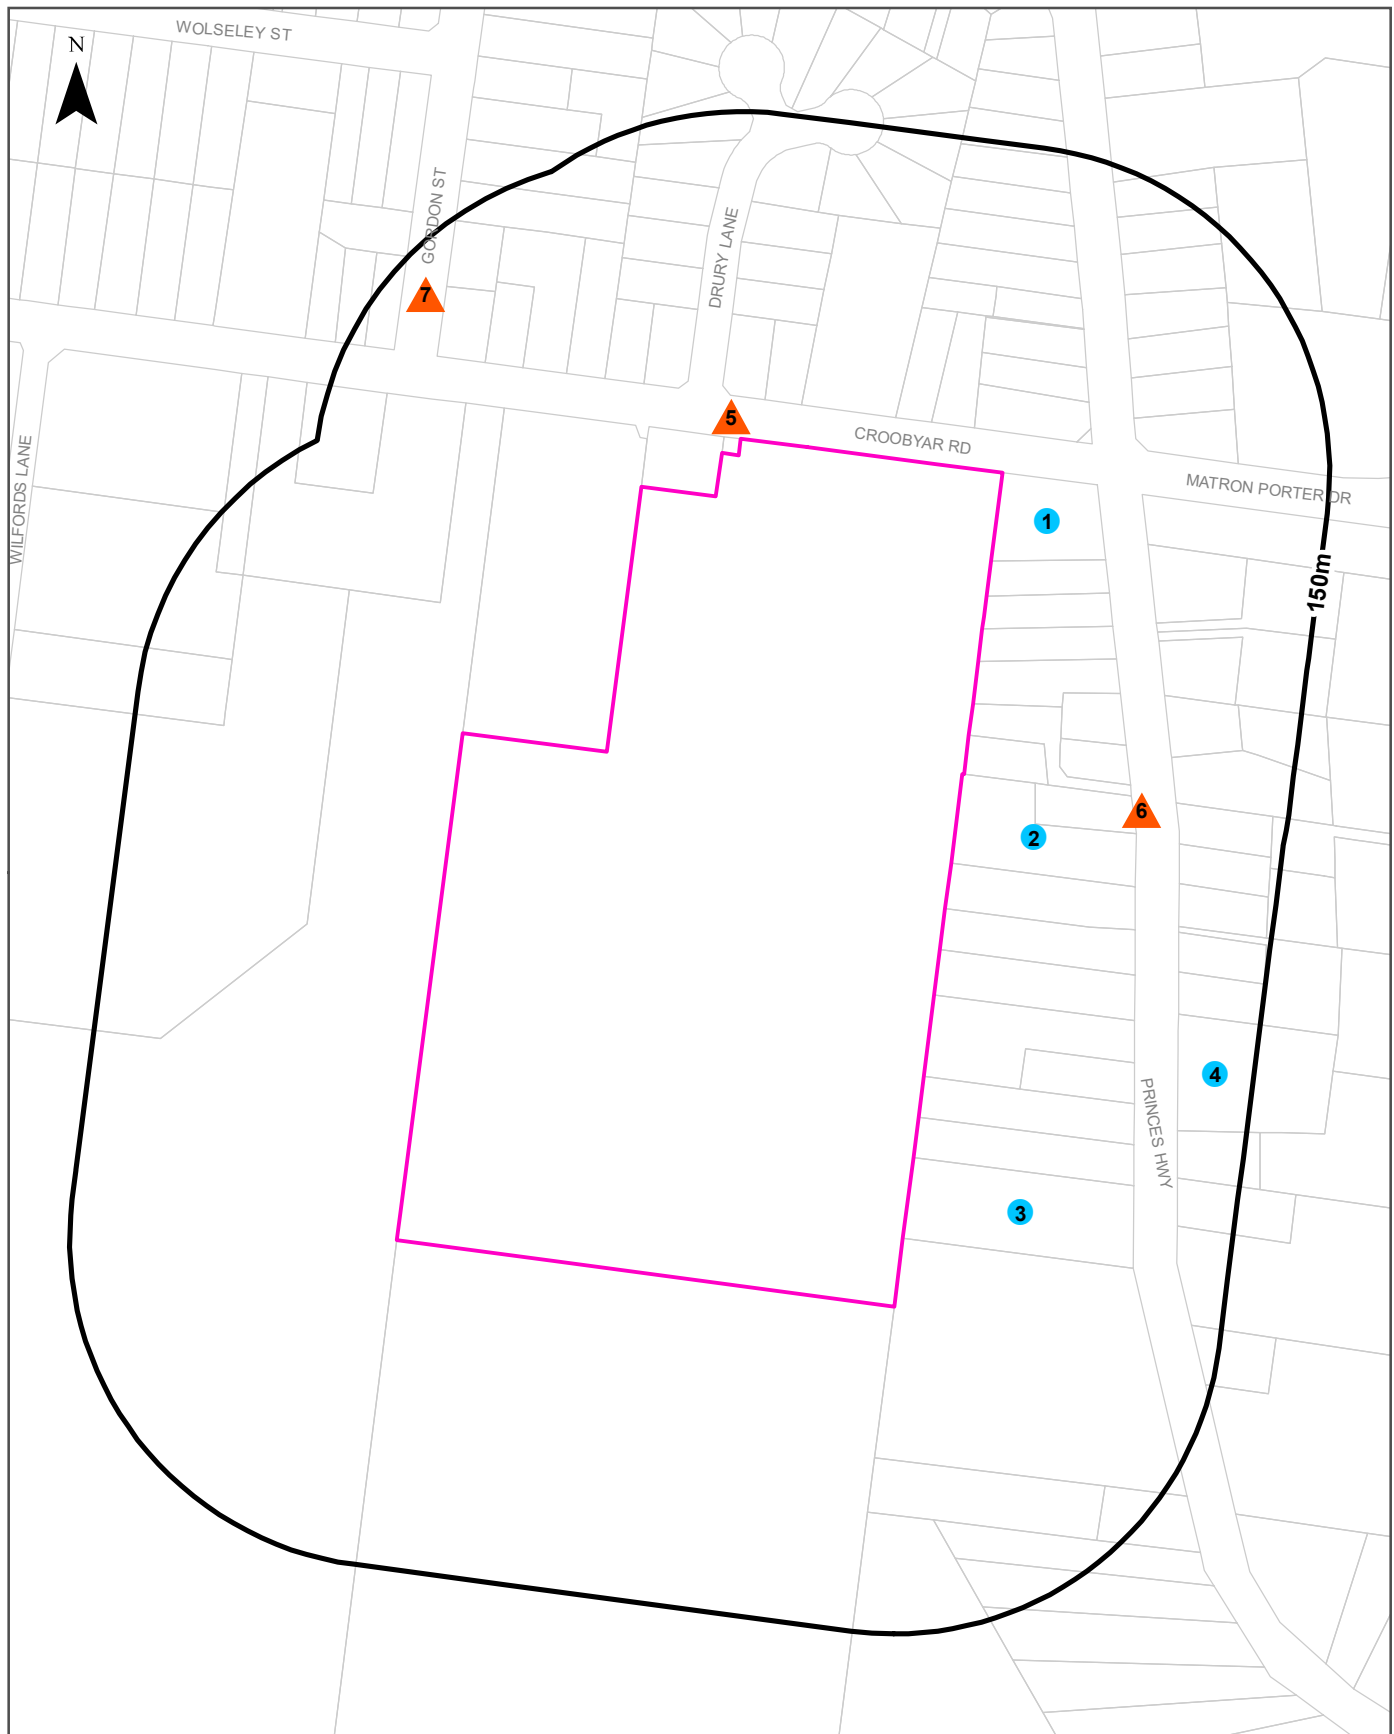 WOLSELEY ST
N
GORDON ST
DRURY LANE
7
5
CROOBYAR RD
WILFORDS LANE
MATRON PORTER DR
1
150m
6
2
4
PRINCES HWY
3